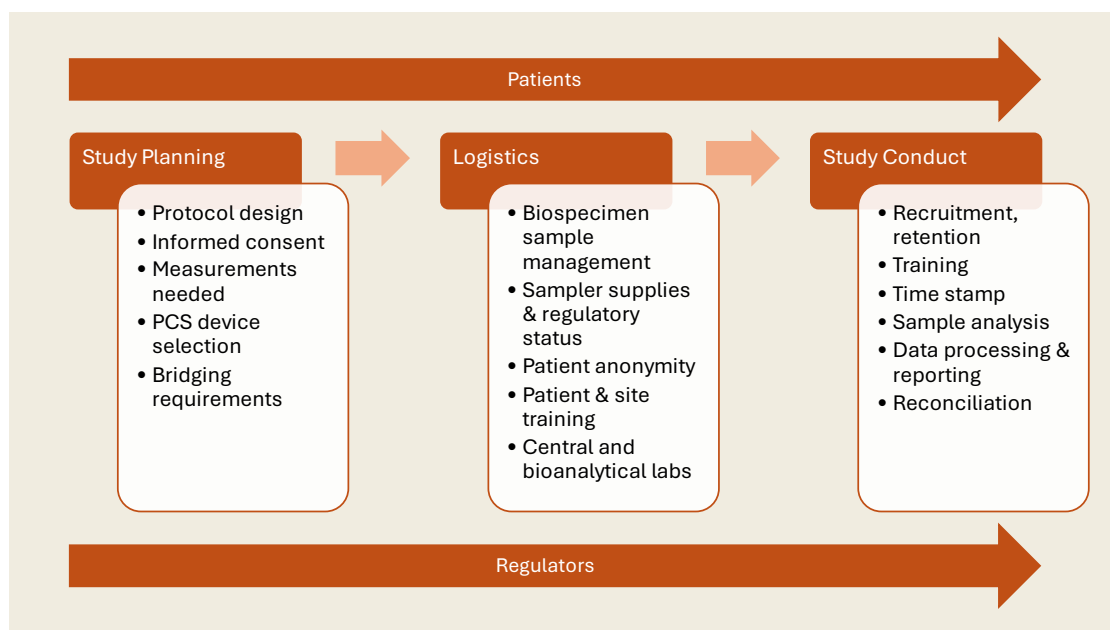 Patients
Study Planning
• Protocol design
• Informed consent
• Measurements
needed
• PCS device
selection
• Bridging
requirements
Logistics
• Biospecimen
sample
management
• Sampler supplies
& regulatory
status
• Patient anonymity
• Patient & site
training
• Central and
bioanalytical labs
Study Conduct
• Recruitment,
retention
• Training
• Time stamp
• Sample analysis
• Data processing &
reporting
• Reconciliation
Regulators